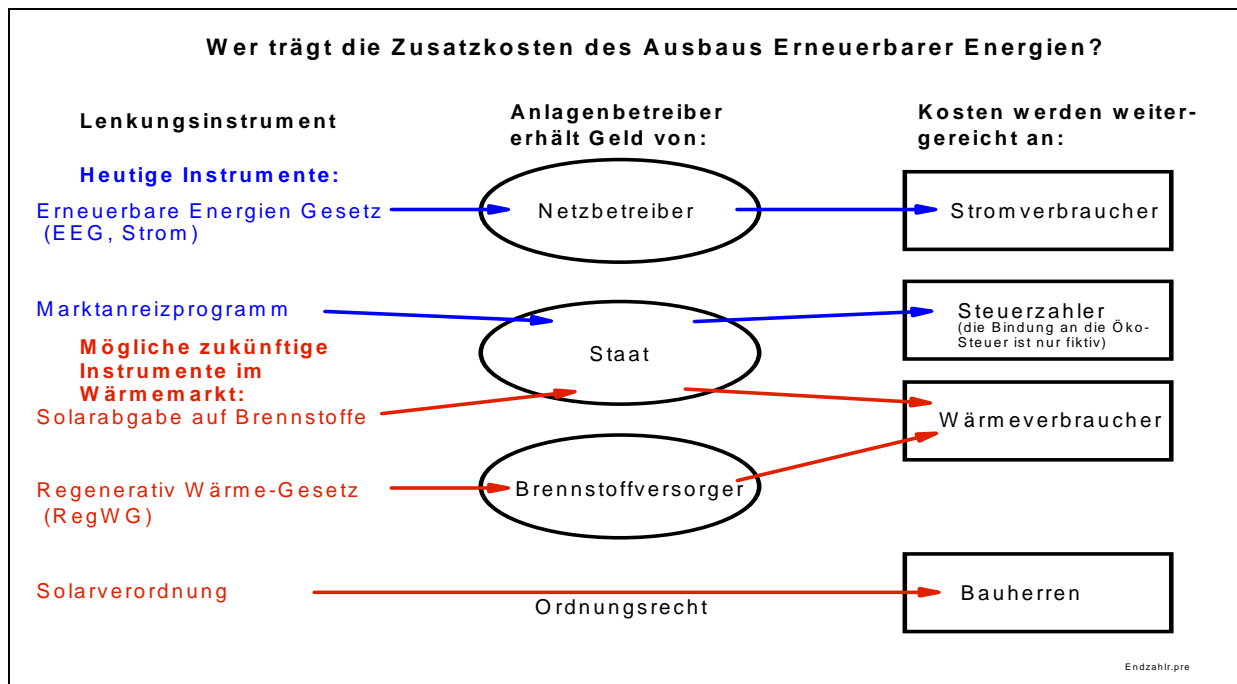 Wer trägt die Zusatzkosten des Ausbaus Erneuerbarer Energien?
Lenkungsinstrument
Anlagenbetreiber
erhält Geld von:
Kosten werden weiter-
gereicht an:
Heutige Instrumente:
Erneuerbare Energien Gesetz
(EEG, Strom)
Netzbetreiber
Stromverbraucher
Marktanreizprogramm
Staat
Steuerzahler
(die Bindung an die Öko-
Steuer ist nur fiktiv)
Mögliche zukünftige
Instrumente im
Wärmemarkt:
Solarabgabe auf Brennstoffe
Wärmeverbraucher
Regenerativ Wärme-Gesetz
(RegWG)
Brennstoffversorger
Solarverordnung
Ordnungsrecht
Bauherren
Endzahlr.pre